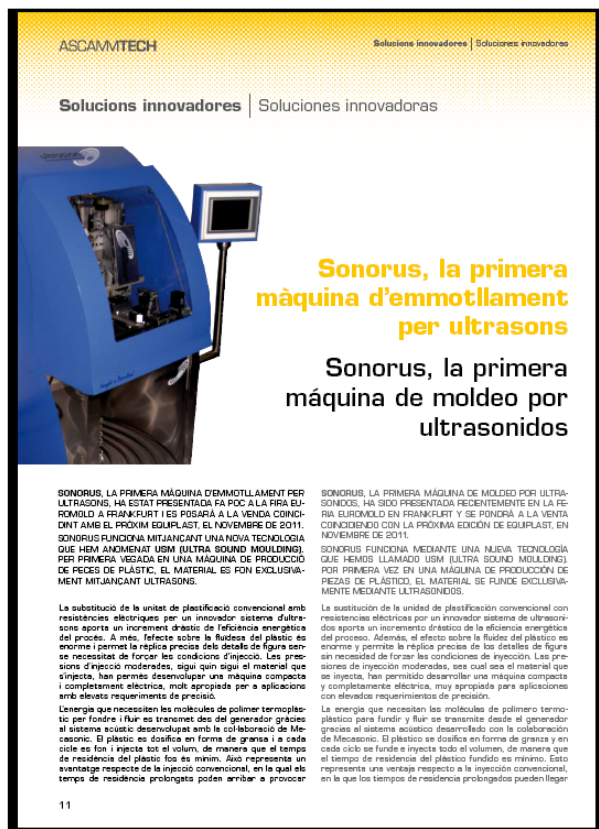 ASCAMMTECH
Solucions innovadores | Soluciones innovadoras
Solucions innovadores | Soluciones innovadoras
Sonorus, la primera
màquina d'emmotllament
per ultrasons
Sonorus, la primera
máquina de moldeo por
ultrasonidos
SONORUS, LA PRIMERA MÀQUINA D'EMMOTLLAMENT PER
ULTRASONS, HA ESTAT PRESENTADA FA POC A LA FIRA EU-
ROMOLD A FRANKFURT I ES POSARÀ A LA VENDA COINCI-
DINT AMB EL PRÒXIM EQUIPLAST, EL NOVEMBRE DE 2011.
SONORUS FUNCIONA MITJANÇANT UNA NOVA TECNOLOGIA
QUE HEM ANOMENAT USM (ULTRA SOUND MOULDING).
PER PRIMERA VEGADA EN UNA MÀQUINA DE PRODUCCIÓ
DE PECES DE PLÀSTIC, EL MATERIAL ES FON EXCLUSIVA-
MENT MITJANÇANT ULTRASONS.
La substitució de la unitat de plastificació convencional amb
resistències elèctriques per un innovador sistema d'ultra-
sons aporta un increment dràstic de l'eficiència energètica
del procés. A més, l'efecte sobre la fluïdesa del plàstic és
enorme i permet la rèplica precisa dels detalls de figura sen-
se necessitat de forçar les condicions d'injecció. Les pres-
sions d'injecció moderades, sigui quin sigui el material que
s'injecta, han permès desenvolupar una màquina compacta
i completament elèctrica, molt apropiada per a aplicacions
amb elevats requeriments de precisió.
L'energia que necessiten les molècules de polímer termoplàs-
tic per fondre i fluir es transmet des del generador gràcies
al sistema acústic desenvolupat amb la col·laboració de Me-
casonic. El plàstic es dosifica en forma de gransa i a cada
cicle es fon i injecta tot el volum, de manera que el temps
de residència del plàstic fos és mínim. Això representa un
avantatge respecte de la injecció convencional, en la qual els
temps de residència prolongats poden arribar a provocar
SONORUS, LA PRIMERA MÁQUINA DE MOLDEO POR ULTRA-
SONIDOS, HA SIDO PRESENTADA RECIENTEMENTE EN LA FE-
RIA EUROMOLD EN FRANKFURT Y SE PONDRÁ A LA VENTA
COINCIDIENDO CON LA PRÓXIMA EDICIÓN DE EQUIPLAST, EN
NOVIEMBRE DE 2011.
SONORUS FUNCIONA MEDIANTE UNA NUEVA TECNOLOGÍA
QUE HEMOS LLAMADO USM (ULTRA SOUND MOULDING).
POR PRIMERA VEZ EN UNA MÁQUINA DE PRODUCCIÓN DE
PIEZAS DE PLÁSTICO, EL MATERIAL SE FUNDE EXCLUSIVA-
MENTE MEDIANTE ULTRASONIDOS.
La sustitución de la unidad de plastificación convencional con
resistencias eléctricas por un innovador sistema de ultrasoni-
dos aporta un incremento drástico de la eficiencia energética
del proceso. Además, el efecto sobre la fluidez del plástico es
enorme y permite la réplica precisa de los detalles de figura
sin necesidad de forzar las condiciones de inyección. Las pre-
siones de inyección moderadas, sea cual sea el material que
se inyecta, han permitido desarrollar una máquina compacta
y completamente eléctrica, muy apropiada para aplicaciones
con elevados requerimientos de precisión.
La energía que necesitan las moléculas de polímero termo-
plástico para fundir y fluir se transmite desde el generador
gracias al sistema acústico desarrollado con la colaboración
de Mecasonic. El plástico se dosifica en forma de granza y en
cada ciclo se funde e inyecta todo el volumen, de manera que
el tiempo de residencia del plástico fundido es mínimo. Esto
representa una ventaja respecto a la inyección convencional,
en la que los tiempos de residencia prolongados pueden llegar
11